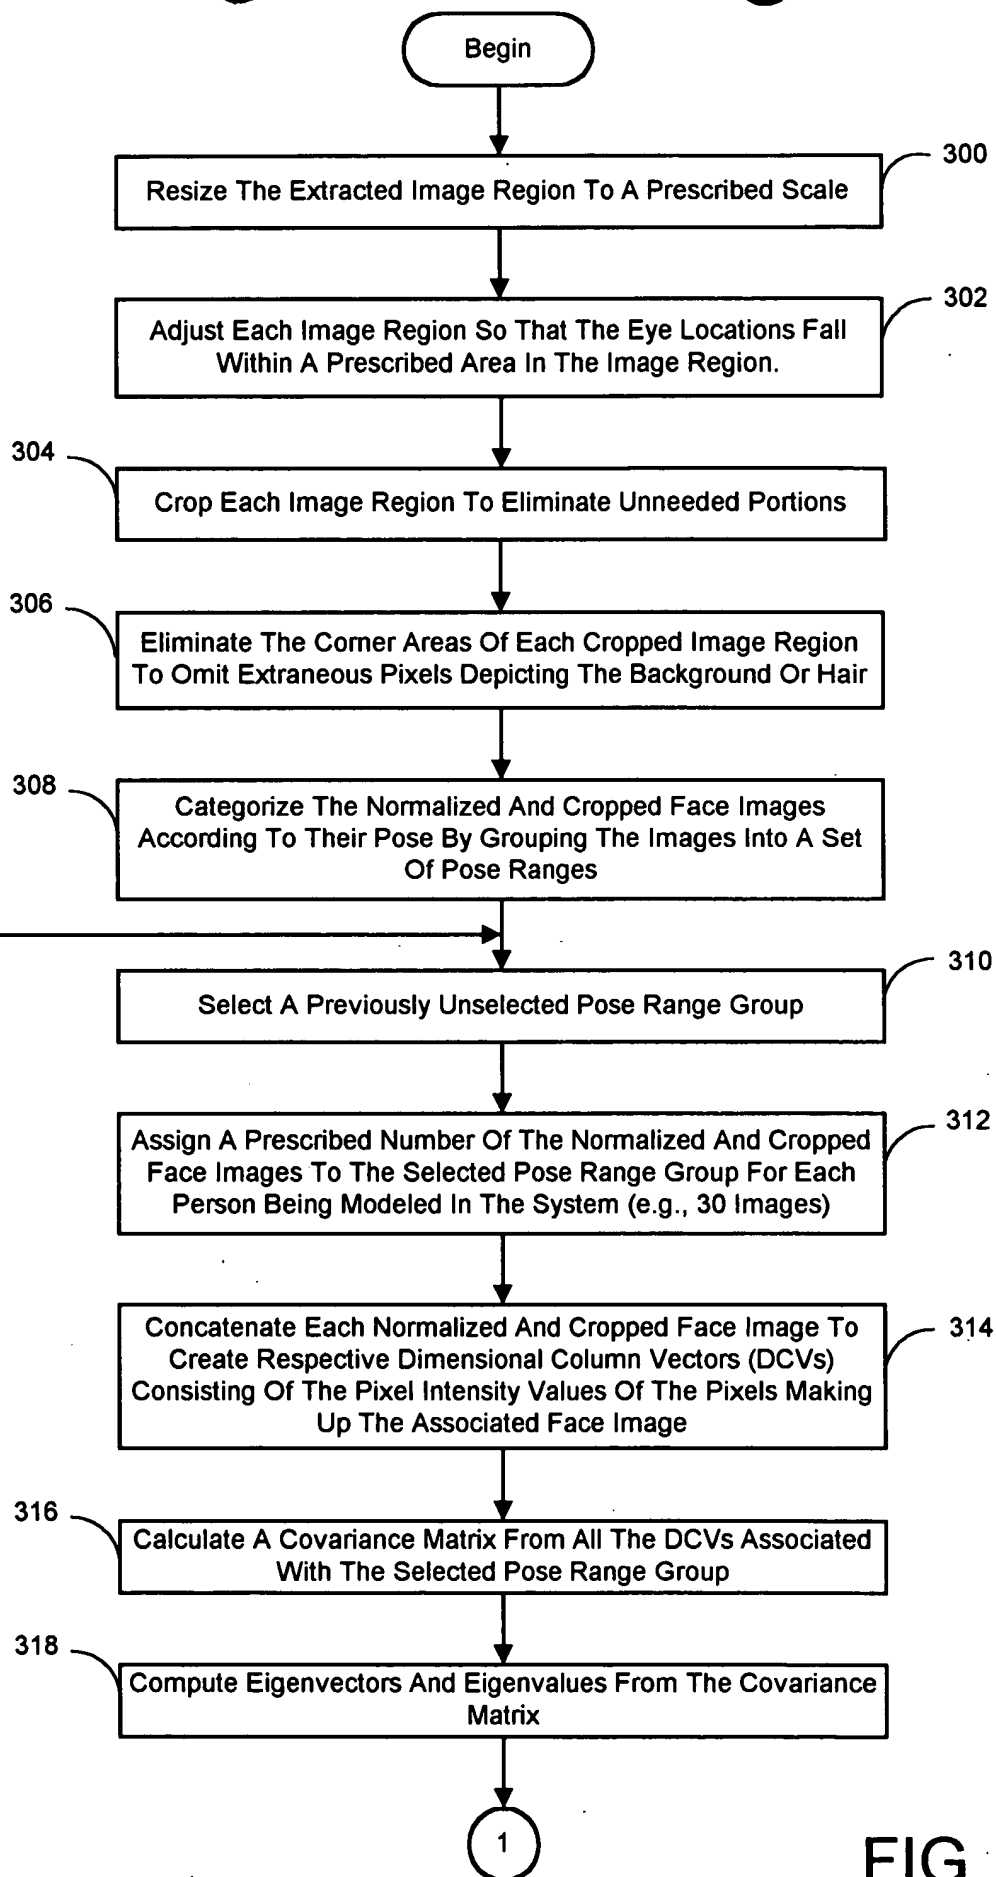 Begin
300
Resize The Extracted Image Region To A Prescribed Scale
302
Adjust Each Image Region So That The Eye Locations Fall
Within A Prescribed Area In The Image Region.
304
Crop Each Image Region To Eliminate Unneeded Portions
306
Eliminate The Corner Areas Of Each Cropped Image Region
To Omit Extraneous Pixels Depicting The Background Or Hair
308
Categorize The Normalized And Cropped Face Images
According To Their Pose By Grouping The Images Into A Set
Of Pose Ranges
310
Select A Previously Unselected Pose Range Group
312
Assign A Prescribed Number Of The Normalized And Cropped
Face Images To The Selected Pose Range Group For Each
Person Being Modeled In The System (e.g., 30 Images)
314
Concatenate Each Normalized And Cropped Face Image To
Create Respective Dimensional Column Vectors (DCVs)
Consisting Of The Pixel Intensity Values Of The Pixels Making
Up The Associated Face Image
316
Calculate A Covariance Matrix From All The DCVs Associated
With The Selected Pose Range Group
318
Compute Eigenvectors And Eigenvalues From The Covariance
Matrix
1
FIG